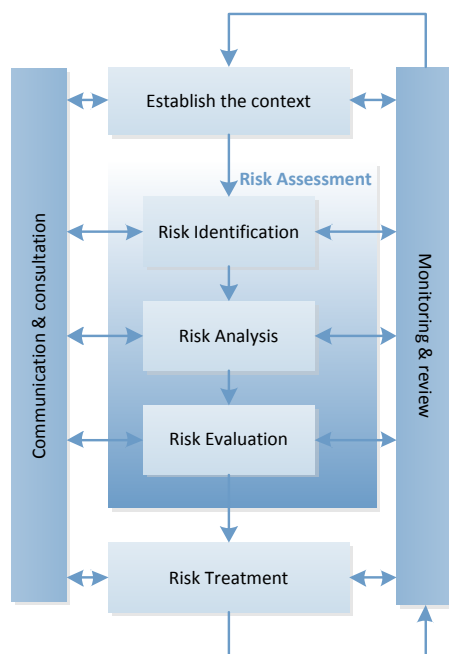 Establish the context
Risk Assessment
Risk Identification
Communication & consultation
Monitoring & review
Risk Analysis
Risk Evaluation
Risk Treatment